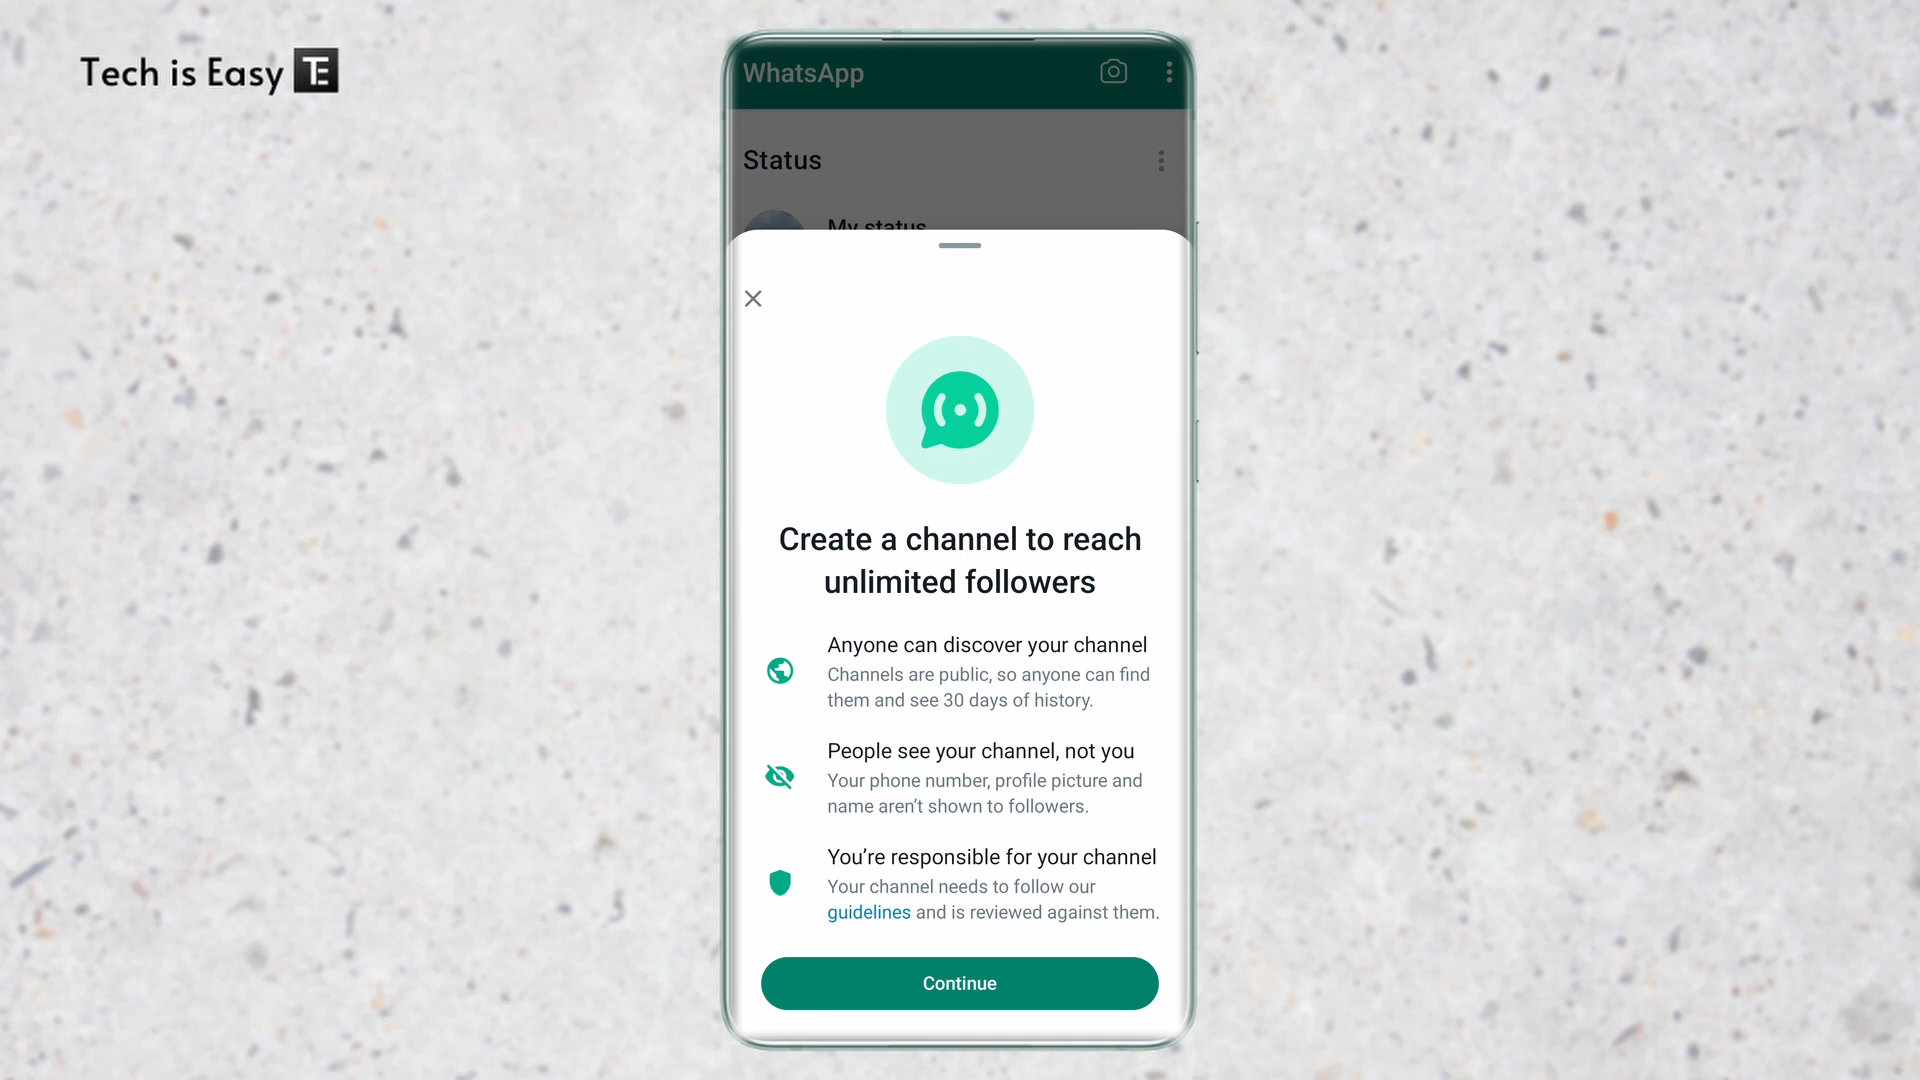 Tech is Easy TE
WhatsApp
Status
My status
Create a channel to reach
unlimited followers
Anyone can discover your channel
Channels are public, so anyone can find
them and see 30 days of history.
People see your channel, not you
Your phone number, profile picture and
name aren’t shown to followers.
You’re responsible for your channel
Your channel needs to follow our
guidelines and is reviewed against them.
Continue